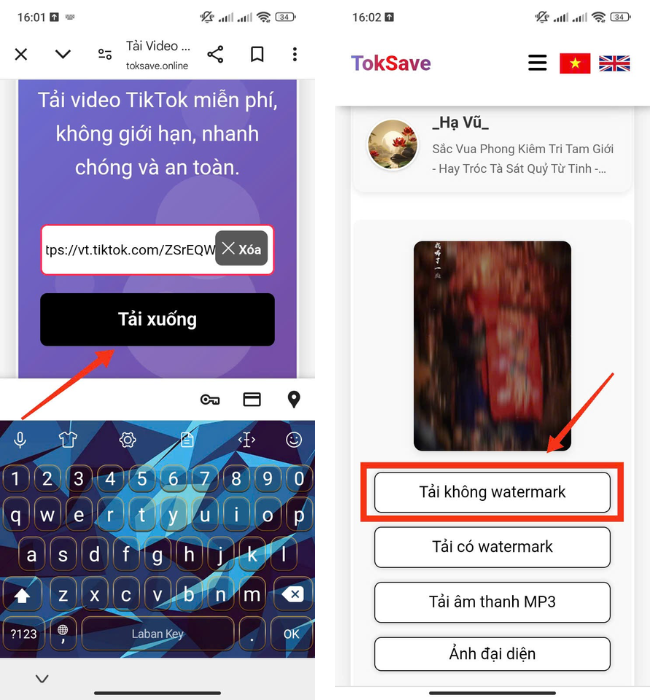 16:01
34
Tải Video ...
toksave.online
Tải video TikTok miễn phí,
không giới hạn, nhanh
chóng và an toàn.
tps://vt.tiktok.com/ZSrEQW
Xóa
Tải xuống
1 2 3 4 5 6 7 8 9 0
q w e r t y u i o p
a s d f g h j k l
z x c v b n m
?123 , Laban Key . OK
16:02
34
TokSave
_Hạ Vũ_
Sắc Vua Phong Kiêm Tri Tam Giới
- Hay Tróc Tà Sát Quỷ Từ Tinh -...
Tải không watermark
Tải có watermark
Tải âm thanh MP3
Ảnh đại diện